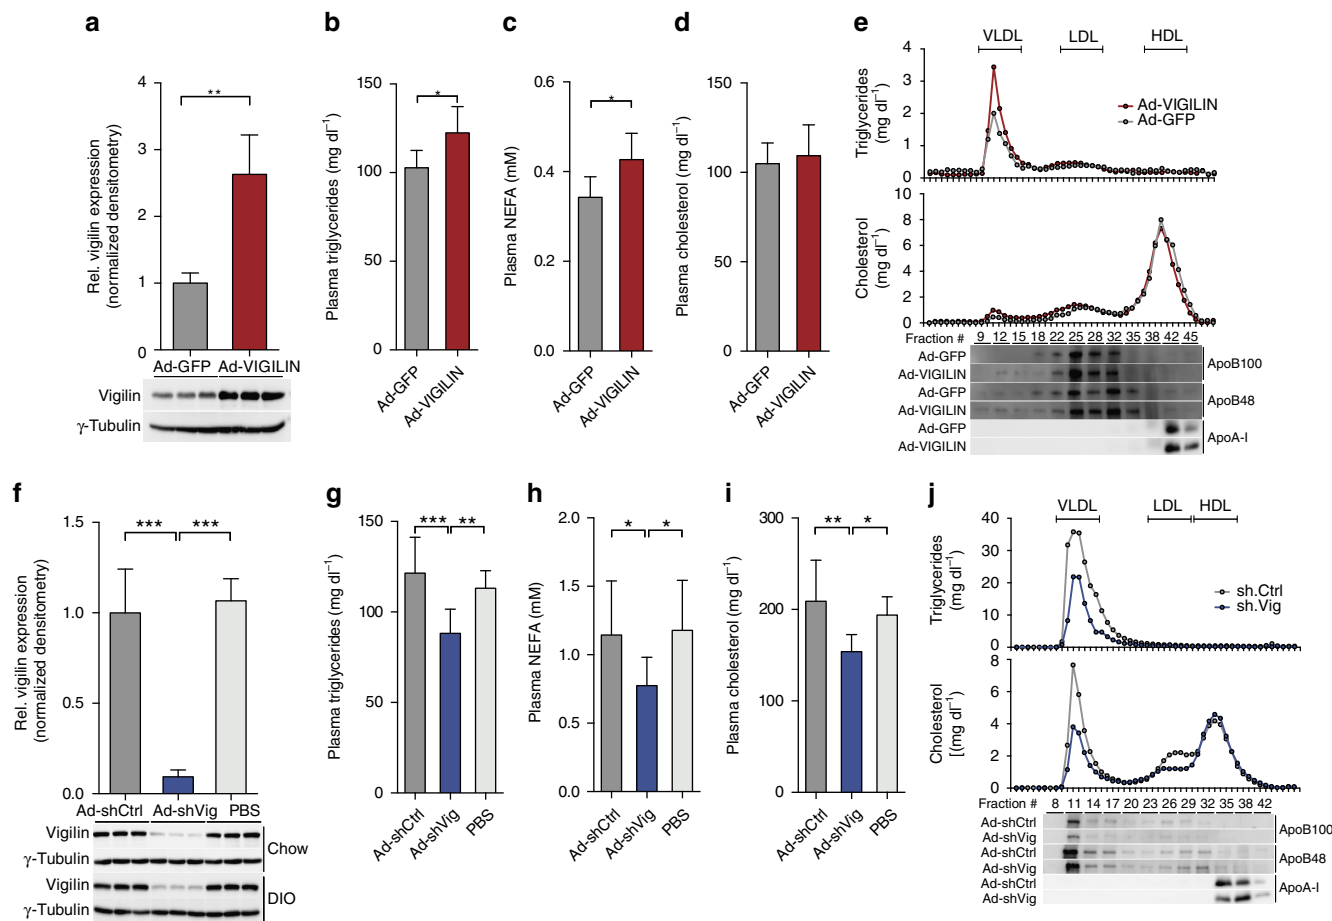 a
**
4
3
2
1
0
Rel. vigilin expression
(normalized densitometry)
Ad-GFP Ad-VIGILIN
Vigilin
γ-Tubulin
b
*
150
100
50
0
Plasma triglycerides (mg dl⁻¹)
Ad-GFP
Ad-VIGILIN
c
*
0.6
0.4
0.2
0.0
Plasma NEFA (mM)
Ad-GFP
Ad-VIGILIN
d
150
100
50
0
Plasma cholesterol (mg dl⁻¹)
Ad-GFP
Ad-VIGILIN
e
VLDL LDL HDL
4
3
2
1
0
Triglycerides
(mg dl⁻¹)
Ad-VIGILIN
Ad-GFP
10
8
6
4
2
0
Cholesterol
(mg dl⁻¹)
Fraction # 9 12 15 18 22 25 28 32 35 38 42 45
Ad-GFP
Ad-VIGILIN
ApoB100
Ad-GFP
Ad-VIGILIN
ApoB48
Ad-GFP
Ad-VIGILIN
ApoA-I
f
*** ***
1.5
1.0
0.5
0.0
Rel. vigilin expression
(normalized densitometry)
Ad-shCtrl Ad-shVig PBS
Vigilin
γ-Tubulin
Chow
Vigilin
γ-Tubulin
DIO
g
*** **
150
100
50
0
Plasma triglycerides (mg dl⁻¹)
Ad-shCtrl
Ad-shVig
PBS
h
* *
2.0
1.5
1.0
0.5
0.0
Plasma NEFA (mM)
Ad-shCtrl
Ad-shVig
PBS
i
** *
300
200
100
0
Plasma cholesterol (mg dl⁻¹)
Ad-shCtrl
Ad-shVig
PBS
j
VLDL LDL HDL
40
30
20
10
0
Triglycerides
(mg dl⁻¹)
sh.Ctrl
sh.Vig
8
6
4
2
0
Cholesterol
[(mg dl⁻¹)
Fraction # 8 11 14 17 20 23 26 29 32 35 38 42
Ad-shCtrl
Ad-shVig
ApoB100
Ad-shCtrl
Ad-shVig
ApoB48
Ad-shCtrl
Ad-shVig
ApoA-I